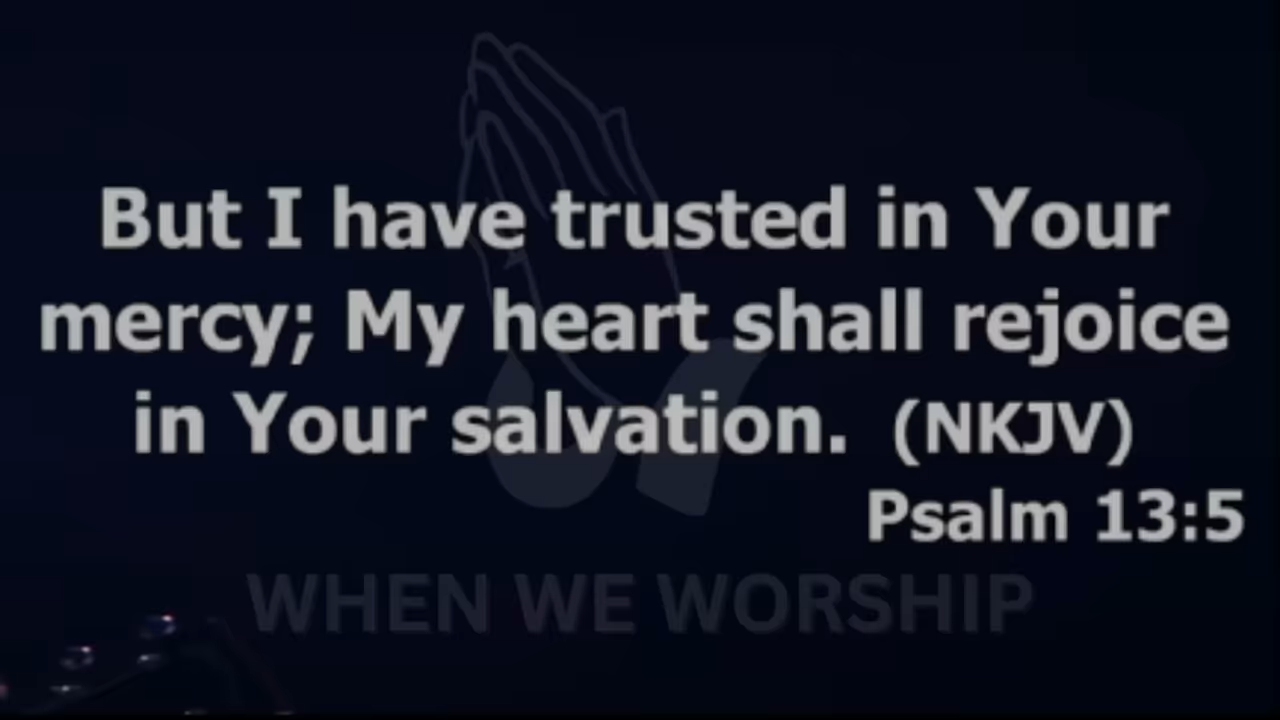 But I have trusted in Your
mercy; My heart shall rejoice
in Your salvation. (NKJV)
Psalm 13:5
WHEN WE WORSHIP